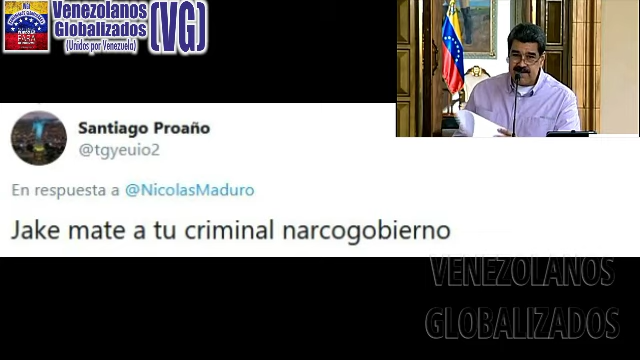 Venezolanos
Globalizados
(Unidos por Venezuela)
(VG)
Santiago Proaño
@tgyeuio2
En respuesta a @NicolasMaduro
Jake mate a tu criminal narcogobierno
VENEZOLANOS
GLOBALIZADOS